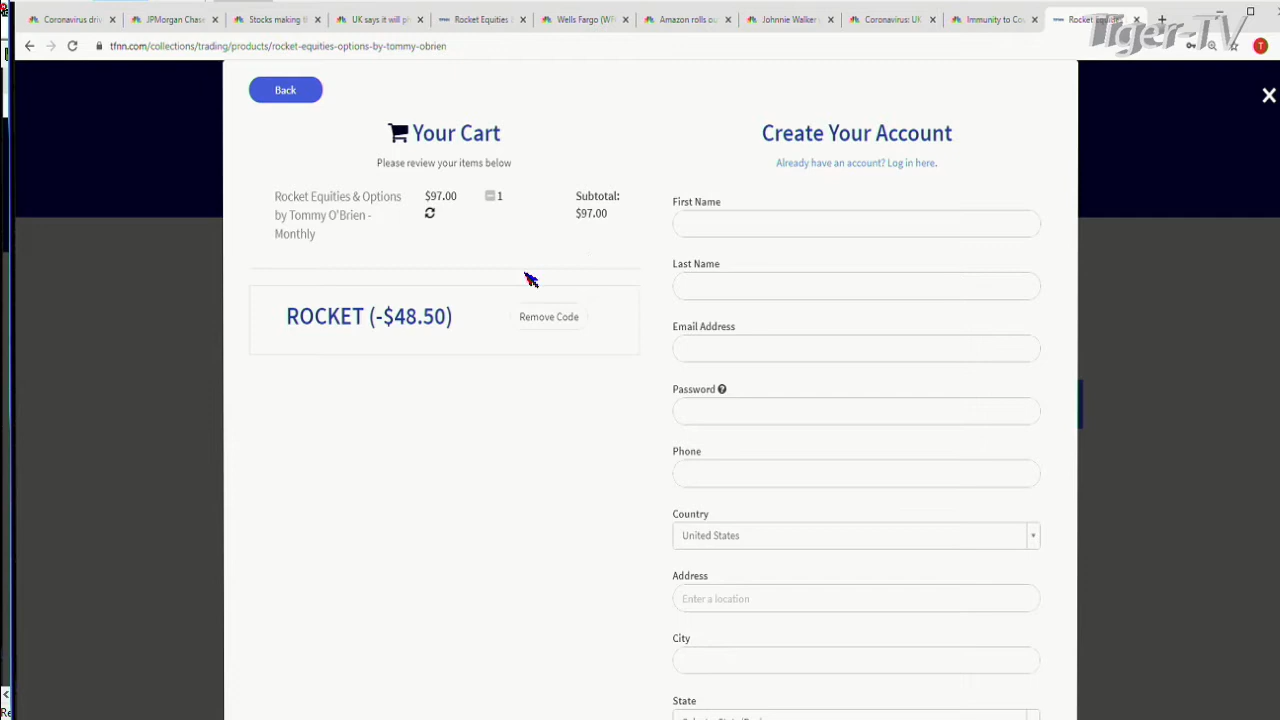 Coronavirus driv
JPMorgan Chase
Stocks making t
UK says it will p
Rocket Equities
Wells Fargo (WF
Amazon rolls ou
Johnnie Walker
Coronavirus: UK
Immunity to Co
Rocket Equities
Tiger-TV
tfnn.com/collections/trading/products/rocket-equities-options-by-tommy-obrien
T
Back
Your Cart
Please review your items below
Rocket Equities & Options
by Tommy O'Brien -
Monthly
$97.00
1
Subtotal:
$97.00
ROCKET (-$48.50)
Remove Code
Create Your Account
Already have an account? Log in here.
First Name
Last Name
Email Address
Password
Phone
Country
United States
Address
Enter a location
City
State